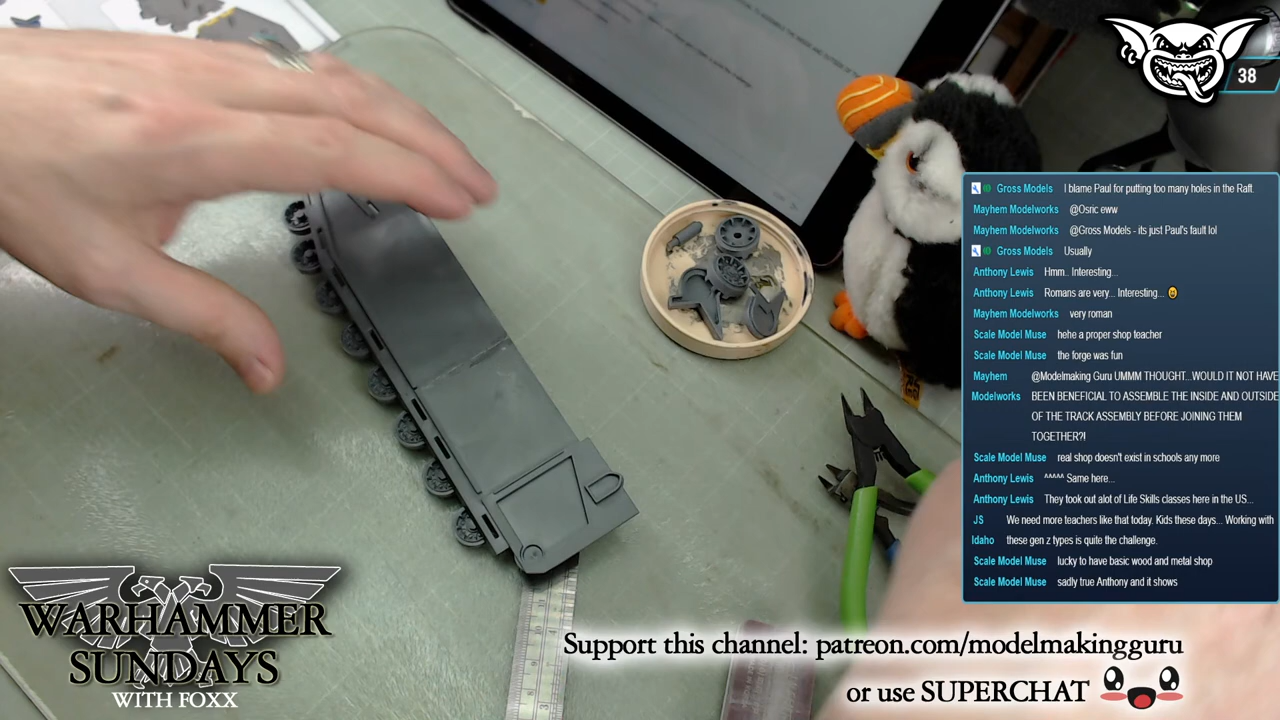 38
Gross Models I blame Paul for putting too many holes in the Raft.
Mayhem Modelworks @Osric eww
Mayhem Modelworks @Gross Models - its just Paul's fault lol
Gross Models Usually
Anthony Lewis Hmm.. Interesting...
Anthony Lewis Romans are very... Interesting....
Mayhem Modelworks very roman
Scale Model Muse hehe a proper shop teacher
Scale Model Muse the forge was fun
Mayhem @Modelmaking Guru UMMM THOUGHT...WOULD IT NOT HAVE
Modelworks BEEN BENEFICIAL TO ASSEMBLE THE INSIDE AND OUTSIDE
OF THE TRACK ASSEMBLY BEFORE JOINING THEM
TOGETHER?!
Scale Model Muse real shop doesn't exist in schools any more
Anthony Lewis ^^^^^ Same here...
Anthony Lewis They took out alot of Life Skills classes here in the US...
JS We need more teachers like that today. Kids these days... Working with
Idaho these gen z types is quite the challenge.
Scale Model Muse lucky to have basic wood and metal shop
Scale Model Muse sadly true Anthony and it shows
WARHAMMER
SUNDAYS
WITH FOXX
Support this channel: patreon.com/modelmakingguru
or use SUPERCHAT